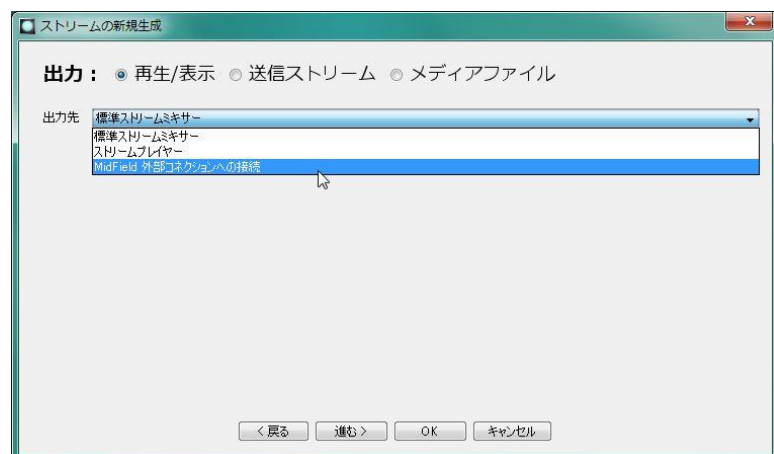 ストリームの新規生成
出力： 再生/表示 送信ストリーム メディアファイル
出力先 標準ストリームミキサー
標準ストリームミキサー
ストリームプレイヤー
MidField 外部コネクションへの接続
< 戻る 進む > OK キャンセル